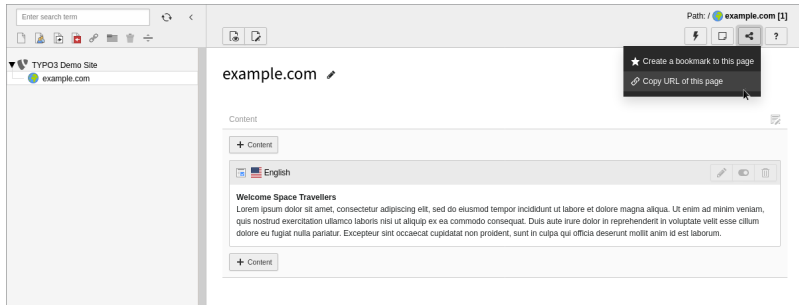 Enter search term
Path: / example.com [1]
?
Create a bookmark to this page
Copy URL of this page
TYPO3 Demo Site
example.com
example.com
Content
+ Content
English
Welcome Space Travellers
Lorem ipsum dolor sit amet, consectetur adipiscing elit, sed do eiusmod tempor incididunt ut labore et dolore magna aliqua. Ut enim ad minim veniam,
quis nostrud exercitation ullamco laboris nisi ut aliquip ex ea commodo consequat. Duis aute irure dolor in reprehenderit in voluptate velit esse cillum
dolore eu fugiat nulla pariatur. Excepteur sint occaecat cupidatat non proident, sunt in culpa qui officia deserunt mollit anim id est laborum.
+ Content